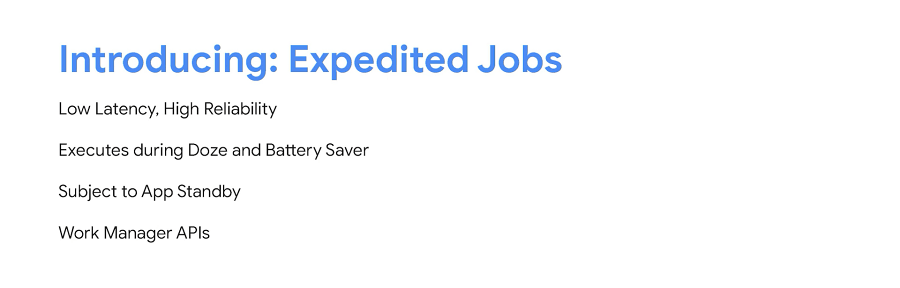 Introducing: Expedited Jobs
Low Latency, High Reliability
Executes during Doze and Battery Saver
Subject to App Standby
Work Manager APIs